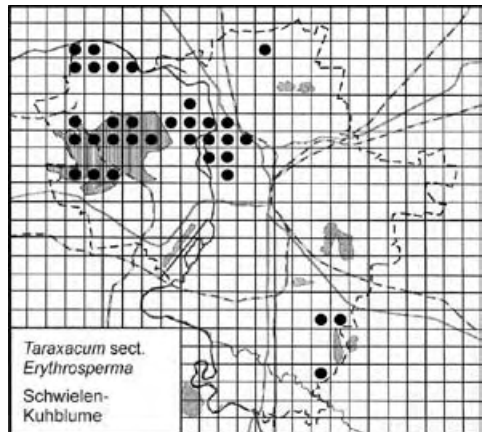 Taraxacum sect.
Erythrosperma
Schwielen-
Kuhblume